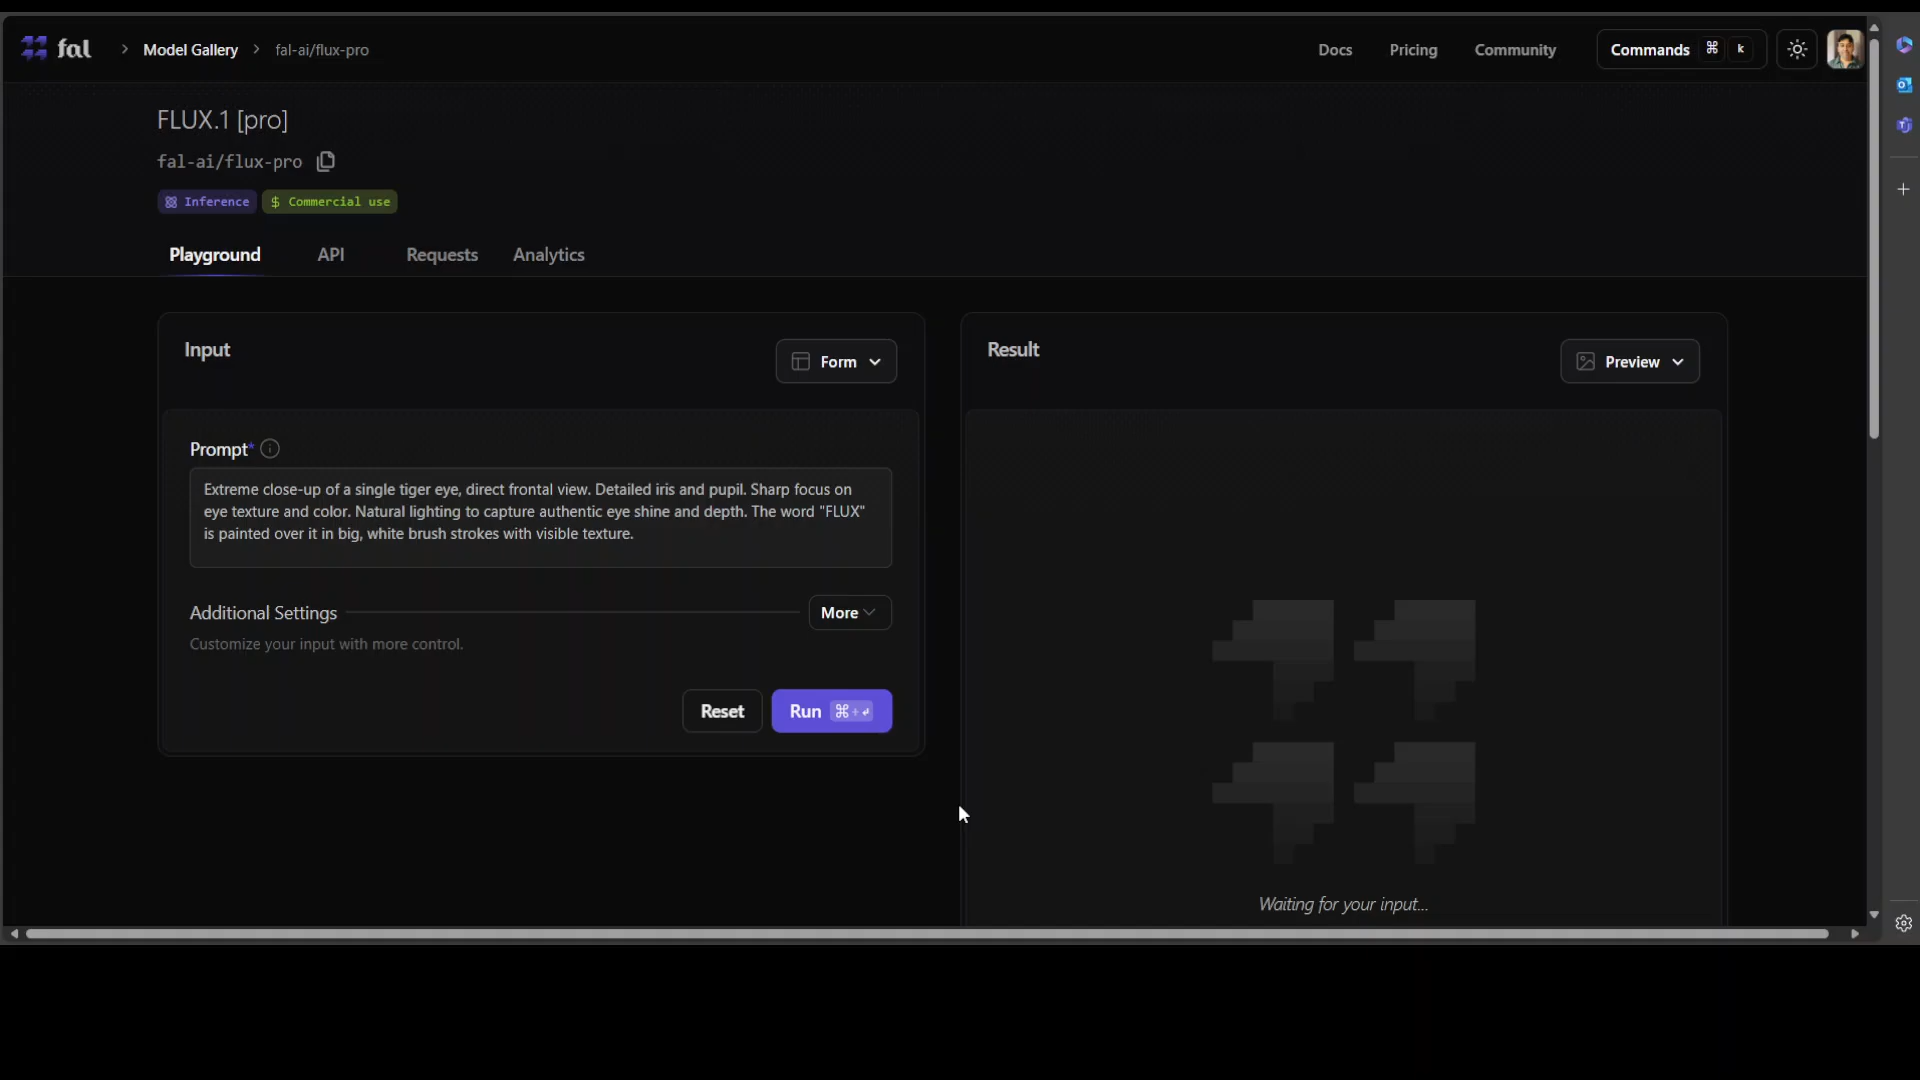 fal > Model Gallery > fal-ai/flux-pro Docs Pricing Community Commands ⌘ k
FLUX.1 [pro]
fal-ai/flux-pro
Inference $ Commercial use
Playground API Requests Analytics
Input Form
Prompt*
Extreme close-up of a single tiger eye, direct frontal view. Detailed iris and pupil. Sharp focus on
eye texture and color. Natural lighting to capture authentic eye shine and depth. The word "FLUX"
is painted over it in big, white brush strokes with visible texture.
Additional Settings More
Customize your input with more control.
Reset Run ⌘+↵
Result Preview
Waiting for your input...